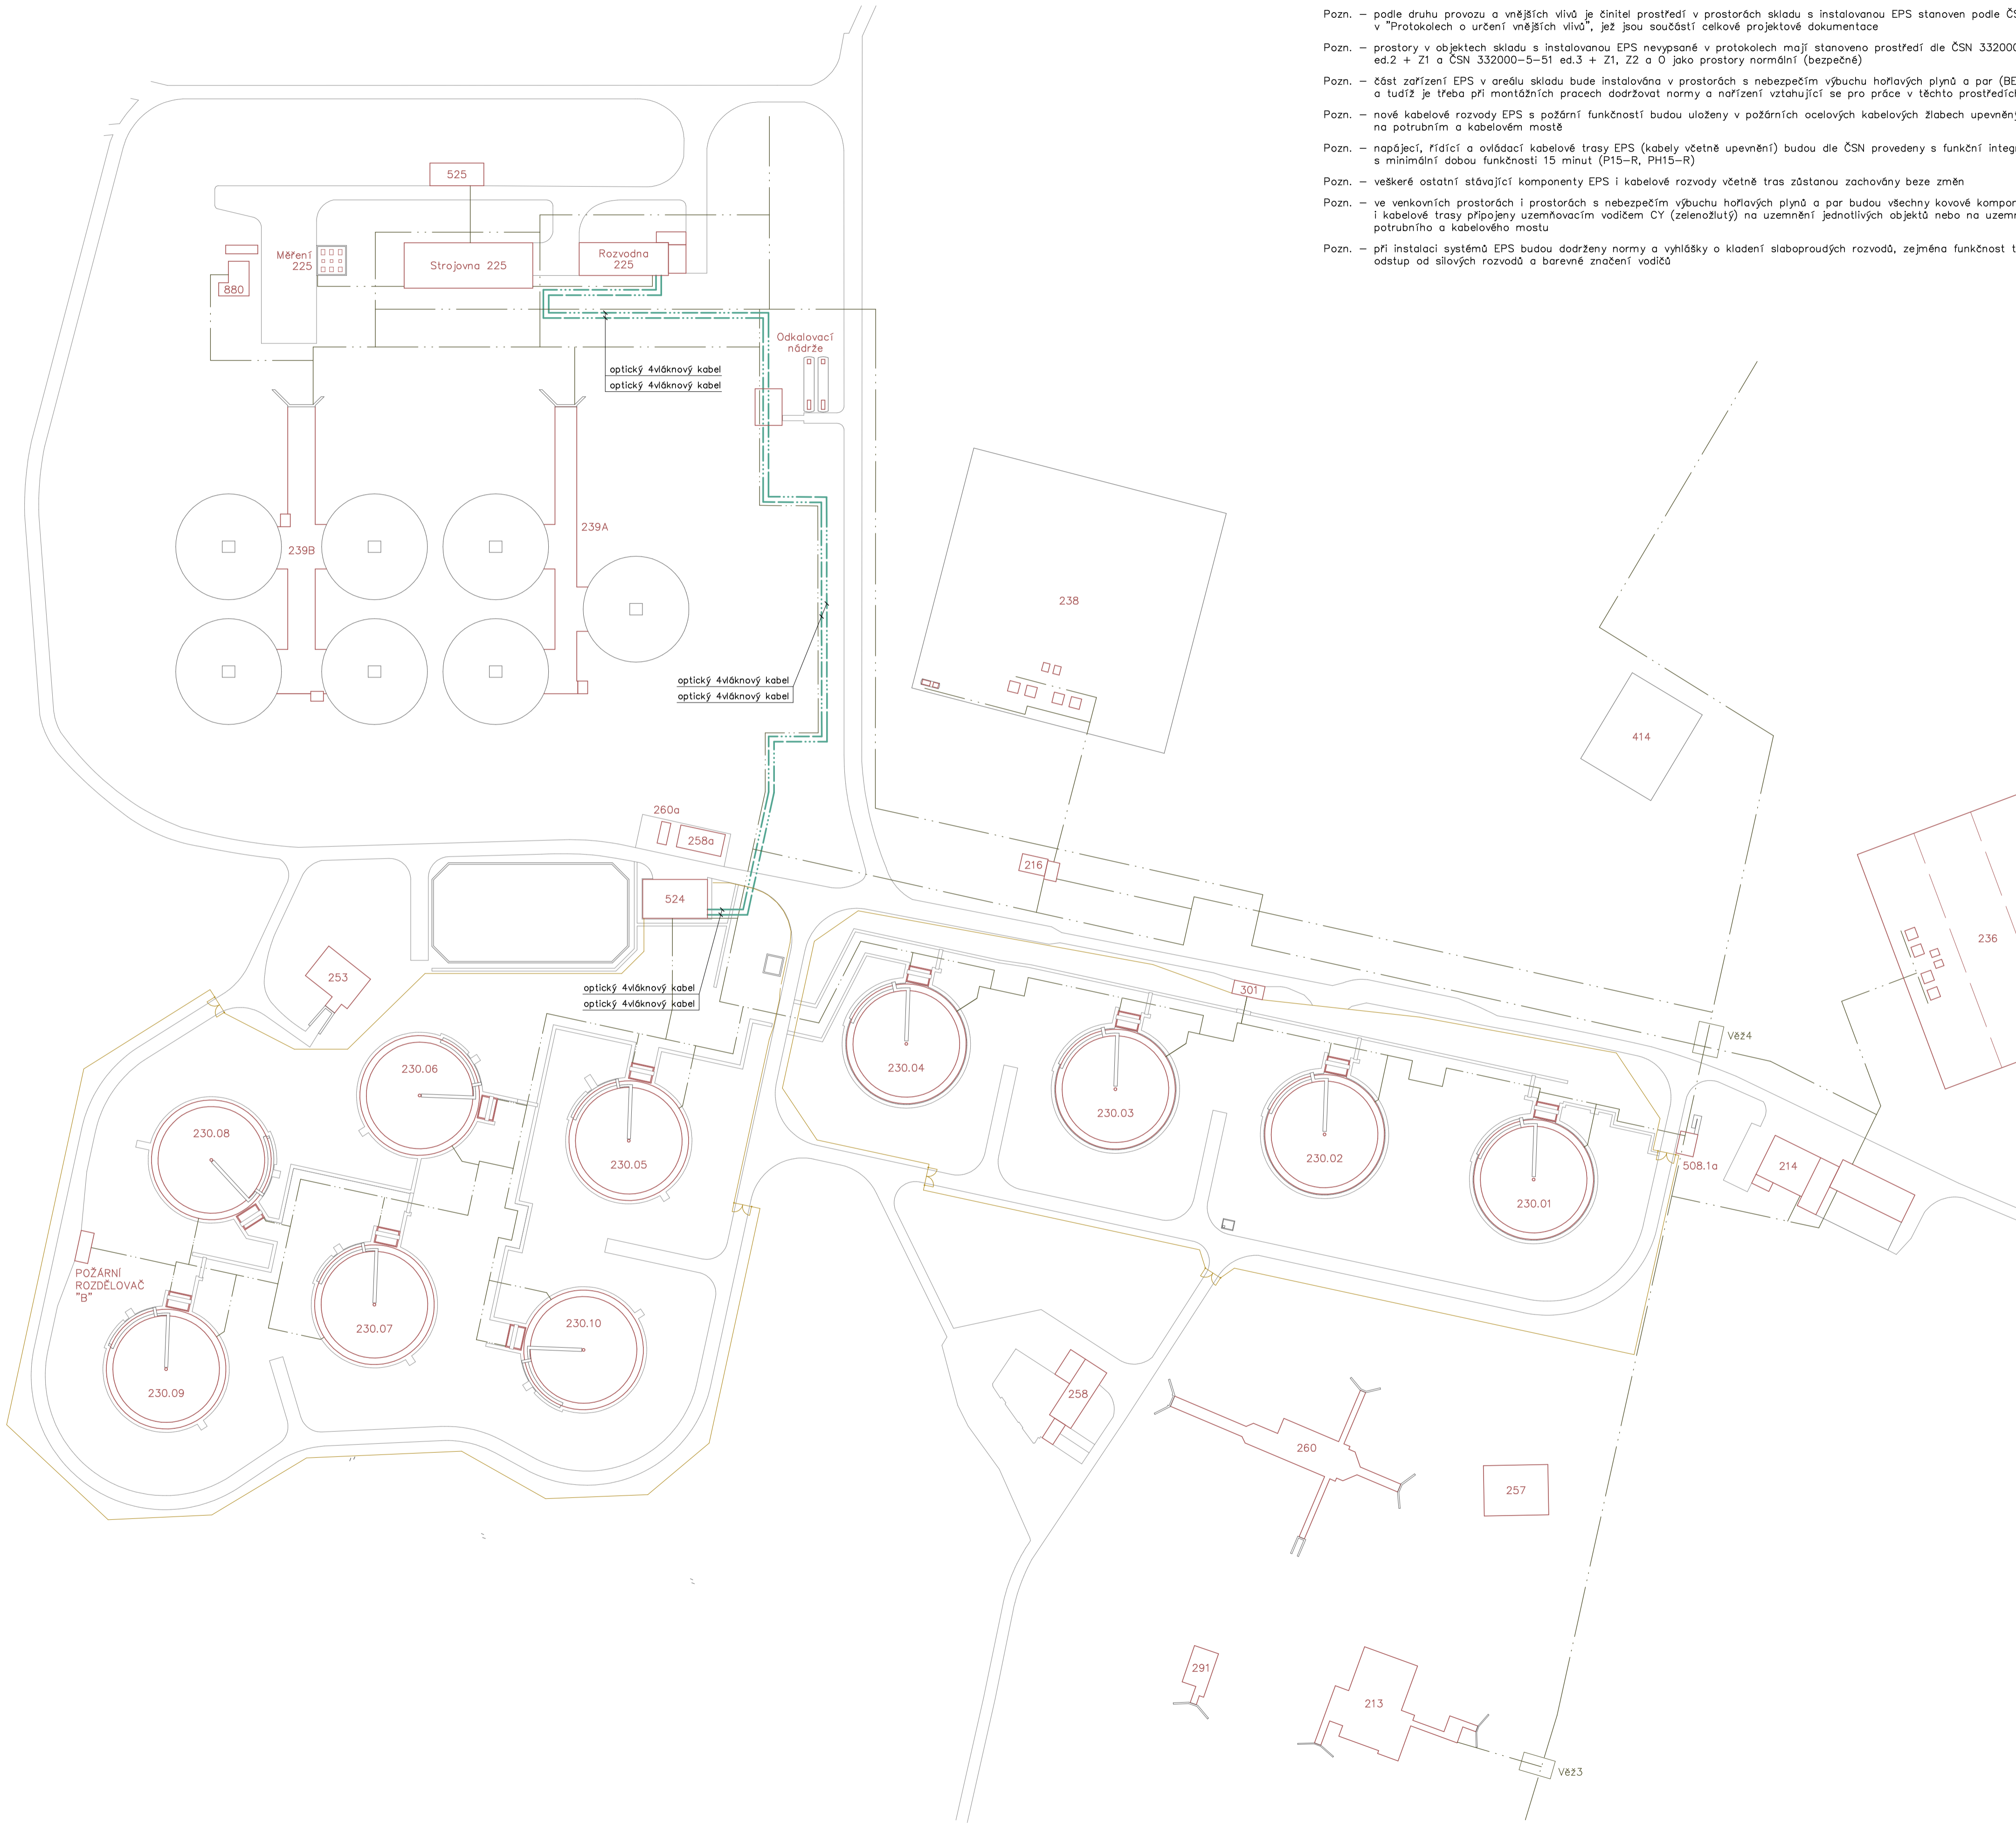 Pozn. – podle druhu provozu a vnějších vlivů je činitel prostředí v prostorách skladu s instalovanou EPS stanoven podle
v "Protokolech o určení vnějších vlivů", jež jsou součástí celkové projektové dokumentace
Pozn. – prostory v objektech skladu s instalovanou EPS nevypsané v protokolech mají stanoveno prostředí dle ČSN
ed.2 + Z1 a ČSN 332000-5-51 ed.3 + Z1, Z2 a O jako prostory normální (bezpečné)
Pozn. – část zařízení EPS v areálu skladu bude instalována v prostorách s nebezpečím výbuchu hořlavých plynů a par
a tudíž je třeba při montážních pracech dodržovat normy a nařízení vztahující se pro práce v těchto
Pozn. – nové kabelové rozvody EPS s požární funkčností budou uloženy v požárních ocelových kabelových žlabech
na potrubním a kabelovém mostě
Pozn. – napájecí, řídící a ovládací kabelové trasy EPS (kabely včetně upevnění) budou dle ČSN provedeny s funkční
s minimální dobou funkčnosti 15 minut (P15-R, PH15-R)
Pozn. – veškeré ostatní stávající komponenty EPS i kabelové rozvody včetně tras zůstanou zachovány beze změn
Pozn. – ve venkovních prostorách i prostorách s nebezpečím výbuchu hořlavých plynů a par budou všechny kovové
i kabelové trasy připojeny uzemňovacím vodičem CY (zelenožlutý) na uzemnění jednotlivých objektů nebo na
potrubního a kabelového mostu
Pozn. – při instalaci systémů EPS budou dodrženy normy a vyhlášky o kladení slaboproudých rozvodů, zejména funkčnost
odstup od silových rozvodů a barevné značení vodičů
525
Měření
225
Strojovna 225
Rozvodna
225
880
Odkalovací
nádrže
optický 4vláknový kabel
optický 4vláknový kabel
239A
239B
238
optický 4vláknový kabel
optický 4vláknový kabel
414
260a
258a
216
524
236
253
optický 4vláknový kabel
optický 4vláknový kabel
301
Věž4
230.04
230.06
230.03
230.08
230.02
230.05
508.1a
214
230.01
POŽÁRNÍ
ROZDĚLOVAČ
"B"
230.10
230.07
230.09
258
260
257
291
213
Věž3